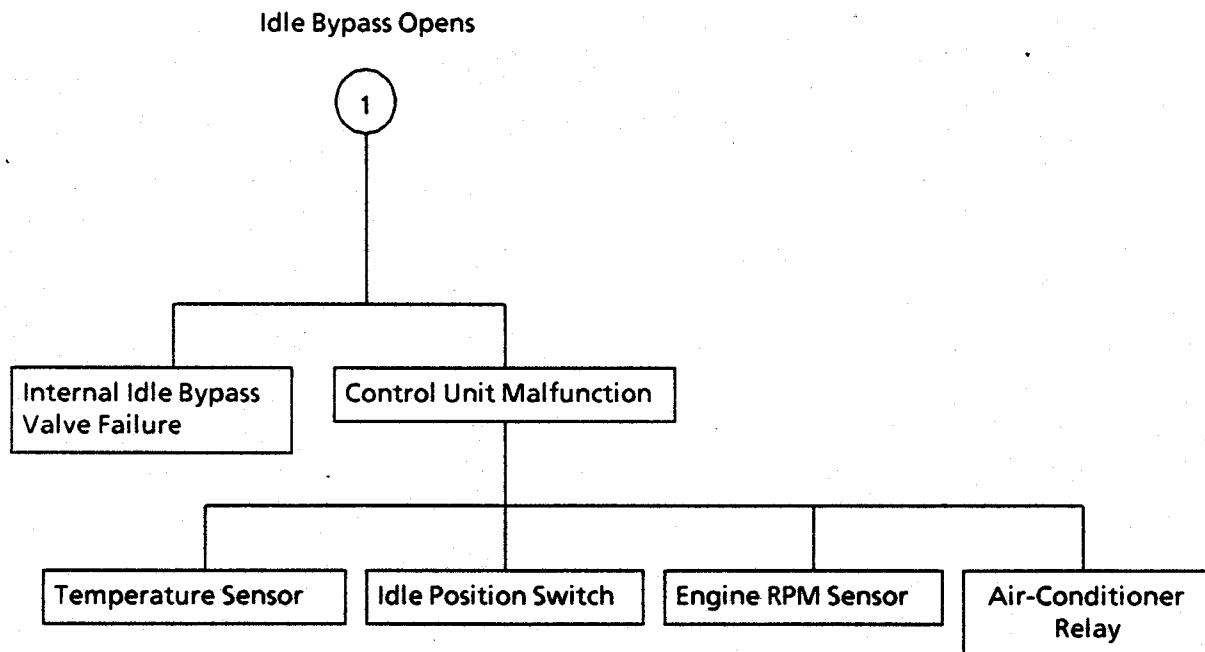 Idle Bypass Opens
1
Internal Idle Bypass
Valve Failure
Control Unit Malfunction
Temperature Sensor
Idle Position Switch
Engine RPM Sensor
Air-Conditioner
Relay